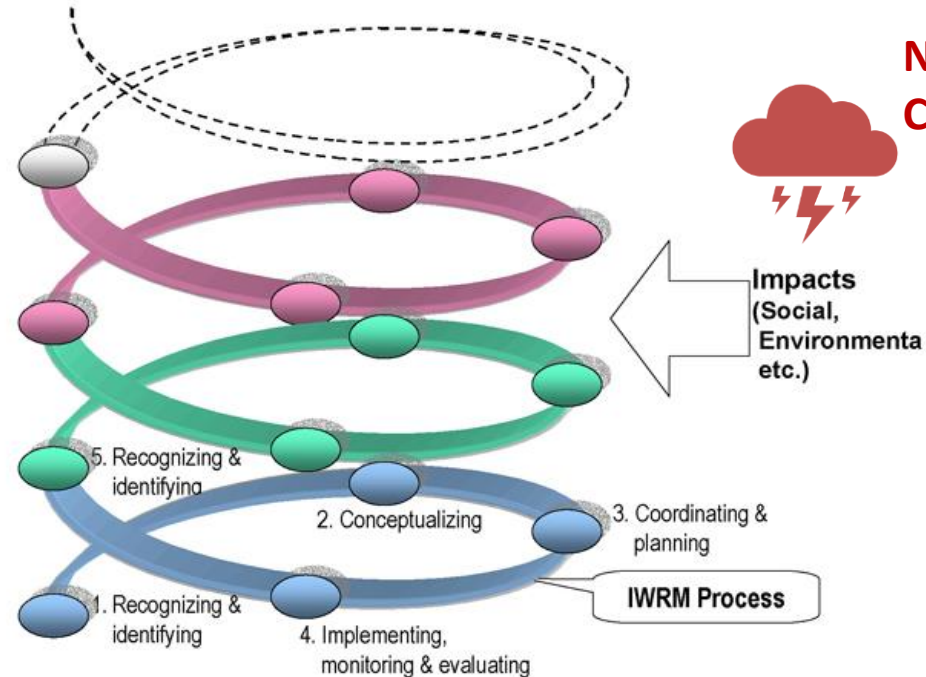 N
C
Impacts
(Social,
Environmenta
etc.)
5. Recognizing &
identifying
2. Conceptualizing
3. Coordinating &
planning
IWRM Process
1. Recognizing &
identifying
4. Implementing,
monitoring & evaluating